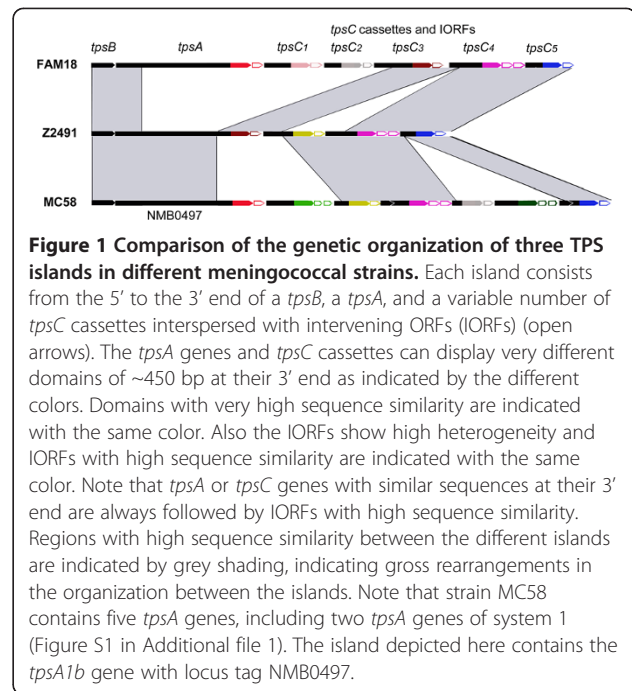 tpsC cassettes and IORFs
tpsB tpsA tpsC1 tpsC2 tpsC3 tpsC4 tpsC5
FAM18
Z2491
MC58
NMB0497
Figure 1 Comparison of the genetic organization of three TPS
islands in different meningococcal strains. Each island consists
from the 5′ to the 3′ end of a tpsB, a tpsA, and a variable number of
tpsC cassettes interspersed with intervening ORFs (IORFs) (open
arrows). The tpsA genes and tpsC cassettes can display very different
domains of ~450 bp at their 3′ end as indicated by the different
colors. Domains with very high sequence similarity are indicated
with the same color. Also the IORFs show high heterogeneity and
IORFs with high sequence similarity are indicated with the same
color. Note that tpsA or tpsC genes with similar sequences at their 3′
end are always followed by IORFs with high sequence similarity.
Regions with high sequence similarity between the different islands
are indicated by grey shading, indicating gross rearrangements in
the organization between the islands. Note that strain MC58
contains five tpsA genes, including two tpsA genes of system 1
(Figure S1 in Additional file 1). The island depicted here contains the
tpsA1b gene with locus tag NMB0497.